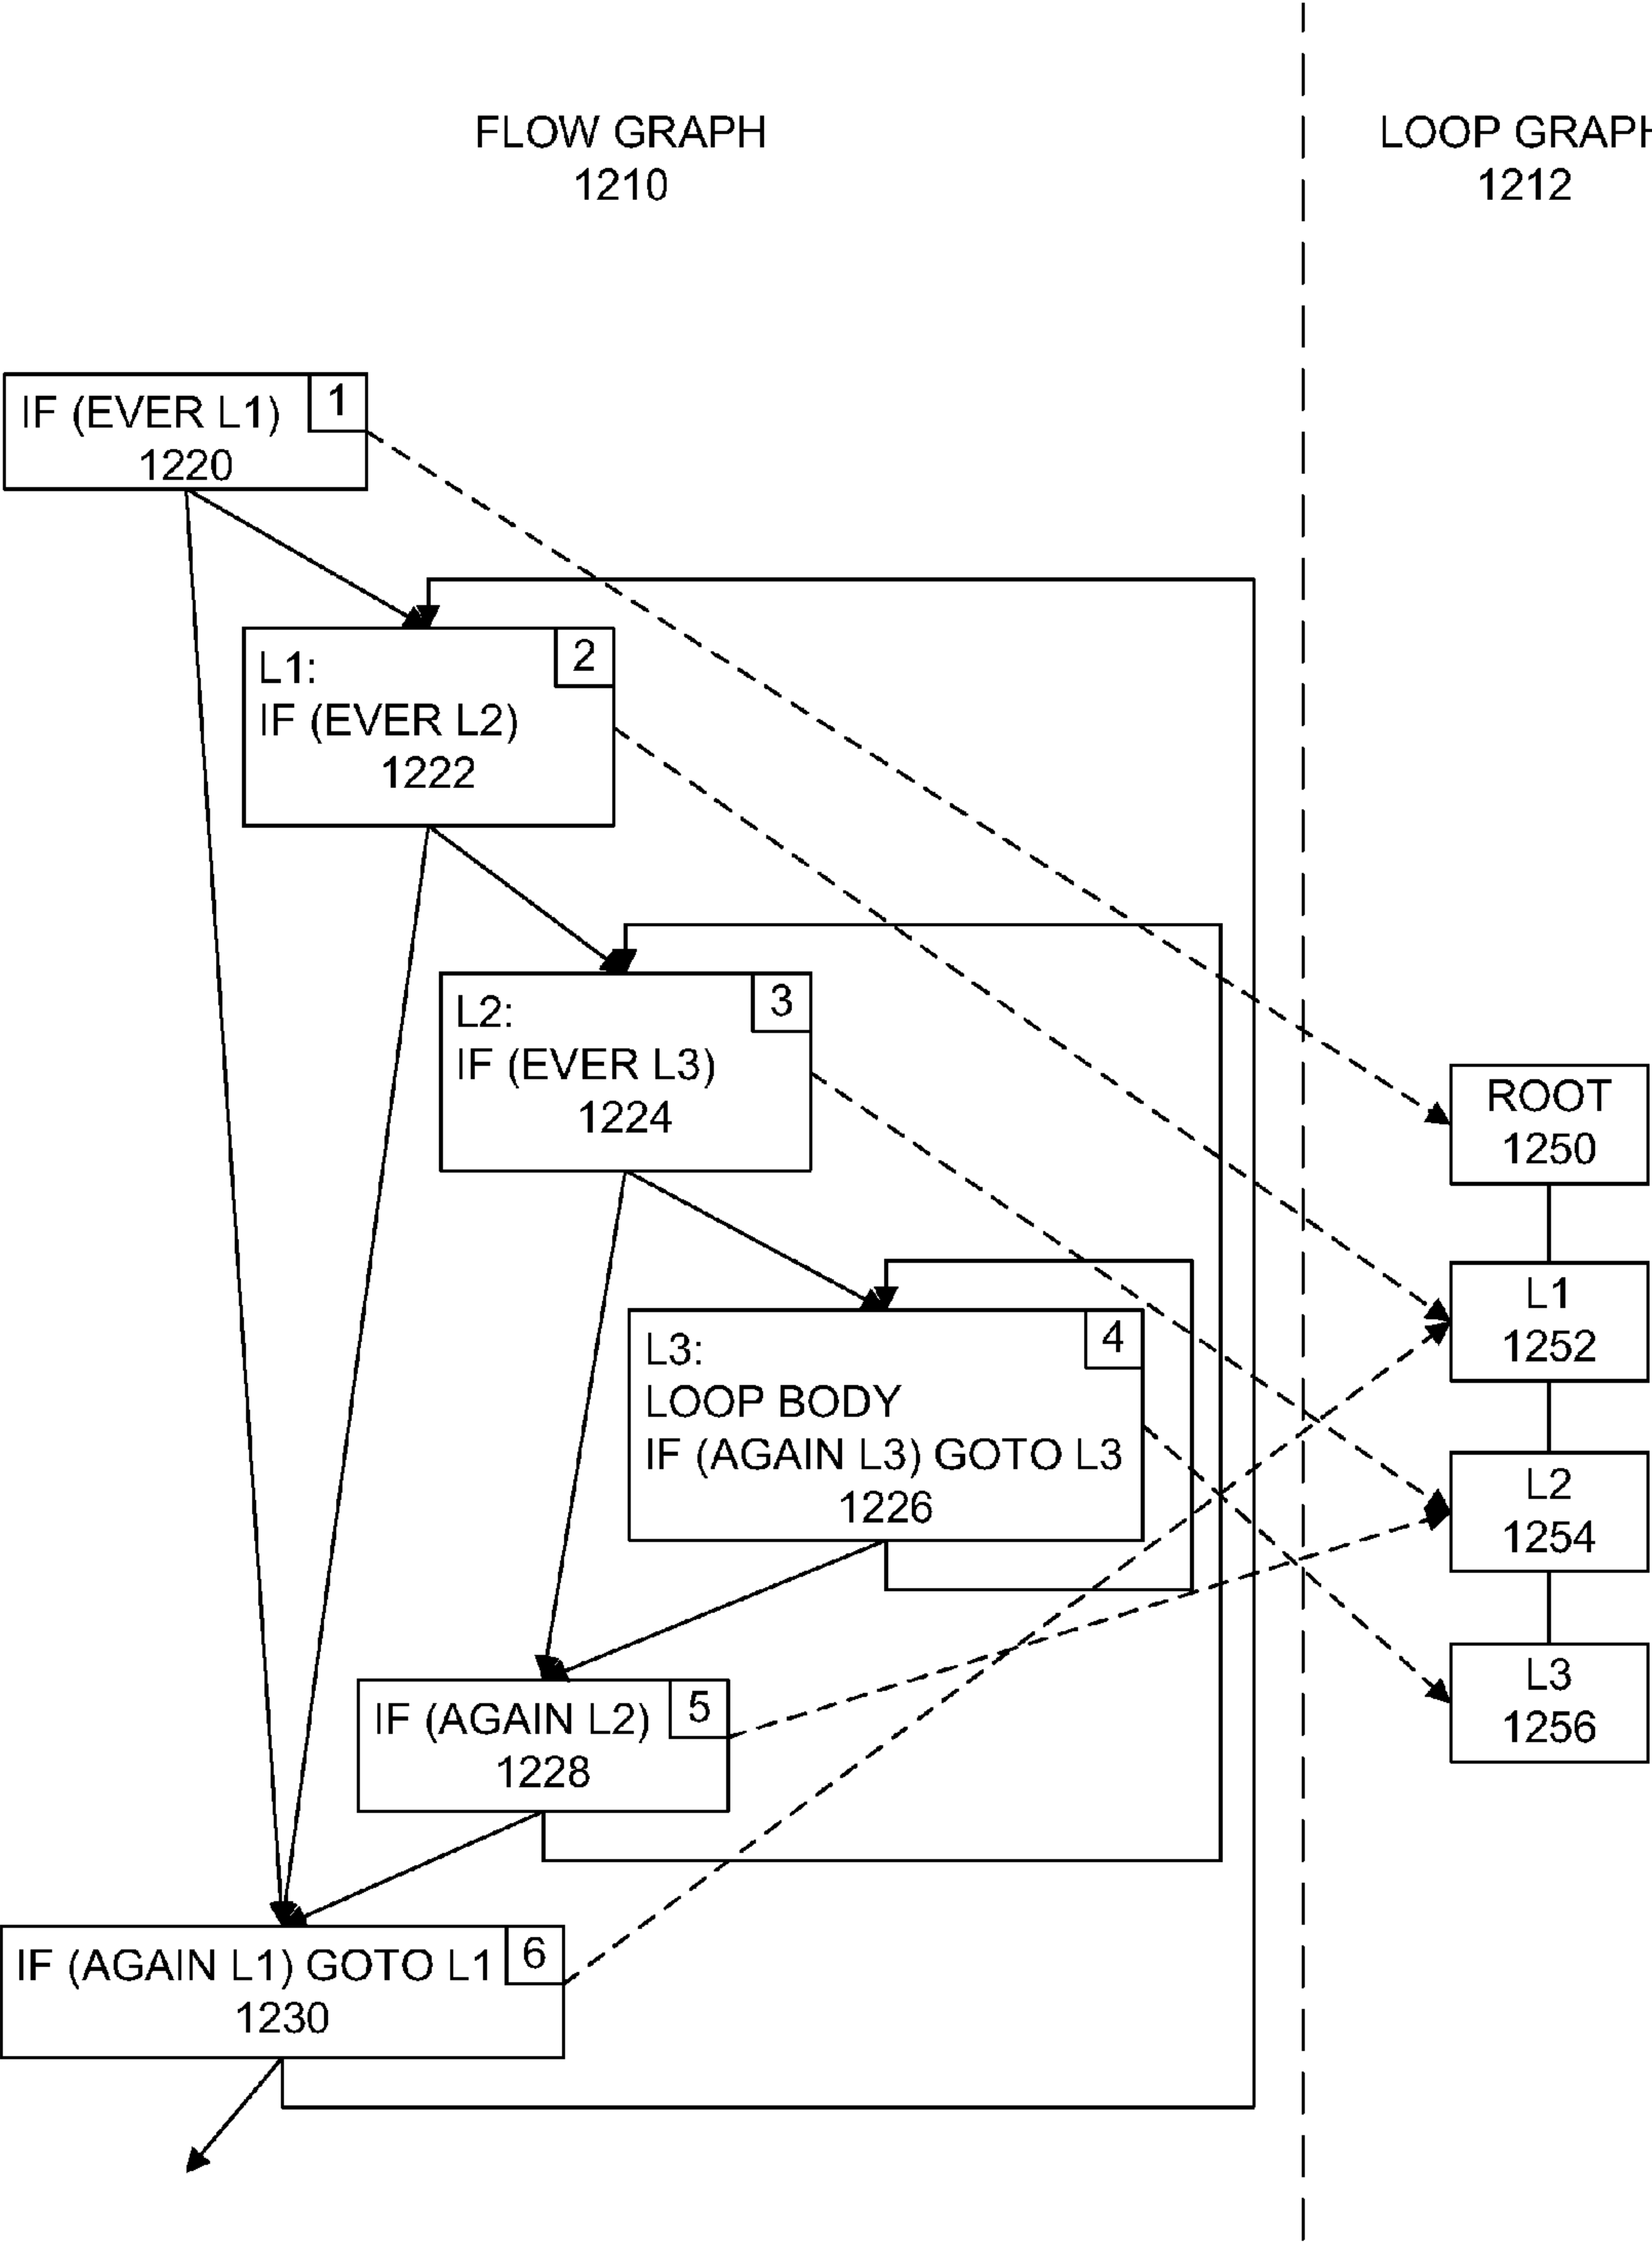 FLOW GRAPH
1210
LOOP GRAPH
1212
IF (EVER L1)
1
1220
L1:
2
IF (EVER L2)
1222
L2:
3
IF (EVER L3)
1224
ROOT
1250
L1
1252
L3:
4
LOOP BODY
IF (AGAIN L3) GOTO L3
1226
L2
1254
L3
1256
IF (AGAIN L2)
5
1228
IF (AGAIN L1) GOTO L1
6
1230